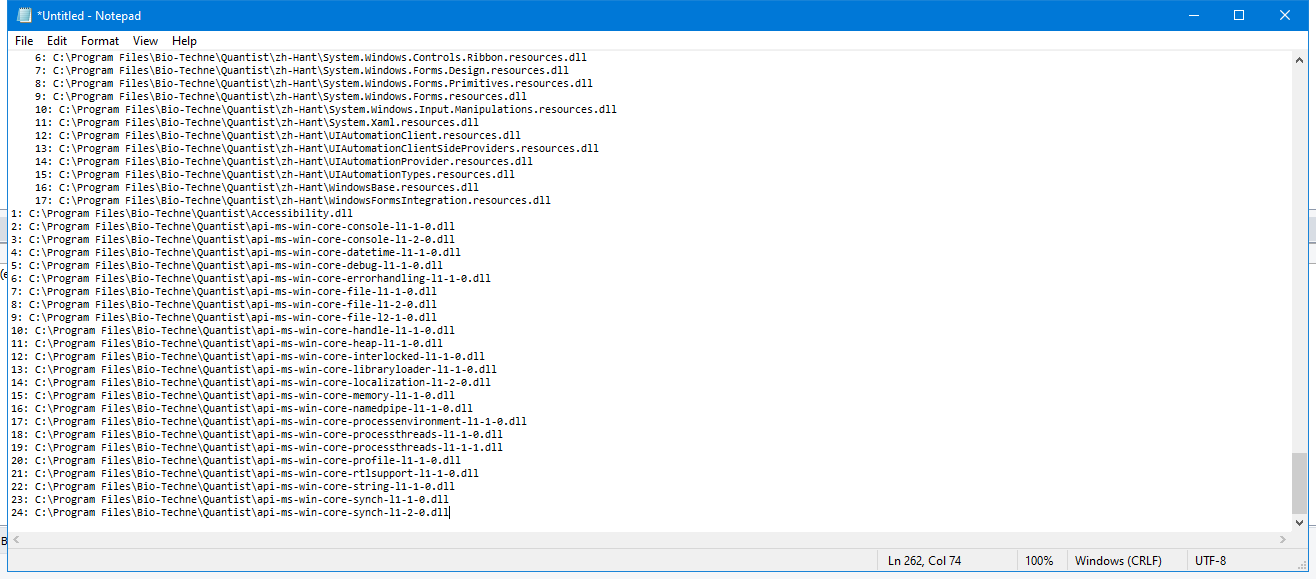 *Untitled - Notepad
File Edit Format View Help
6: C:\Program Files\Bio-Techne\Quantist\zh-Hant\System.Windows.Controls.Ribbon.resources.dll
7: C:\Program Files\Bio-Techne\Quantist\zh-Hant\System.Windows.Forms.Design.resources.dll
8: C:\Program Files\Bio-Techne\Quantist\zh-Hant\System.Windows.Forms.Primitives.resources.dll
9: C:\Program Files\Bio-Techne\Quantist\zh-Hant\System.Windows.Forms.resources.dll
10: C:\Program Files\Bio-Techne\Quantist\zh-Hant\System.Windows.Input.Manipulations.resources.dll
11: C:\Program Files\Bio-Techne\Quantist\zh-Hant\System.Xaml.resources.dll
12: C:\Program Files\Bio-Techne\Quantist\zh-Hant\UIAutomationClient.resources.dll
13: C:\Program Files\Bio-Techne\Quantist\zh-Hant\UIAutomationClientSideProviders.resources.dll
14: C:\Program Files\Bio-Techne\Quantist\zh-Hant\UIAutomationProvider.resources.dll
15: C:\Program Files\Bio-Techne\Quantist\zh-Hant\UIAutomationTypes.resources.dll
16: C:\Program Files\Bio-Techne\Quantist\zh-Hant\WindowsBase.resources.dll
17: C:\Program Files\Bio-Techne\Quantist\zh-Hant\WindowsFormsIntegration.resources.dll
1: C:\Program Files\Bio-Techne\Quantist\Accessibility.dll
2: C:\Program Files\Bio-Techne\Quantist\api-ms-win-core-console-l1-1-0.dll
3: C:\Program Files\Bio-Techne\Quantist\api-ms-win-core-console-l1-2-0.dll
4: C:\Program Files\Bio-Techne\Quantist\api-ms-win-core-datetime-l1-1-0.dll
5: C:\Program Files\Bio-Techne\Quantist\api-ms-win-core-debug-l1-1-0.dll
6: C:\Program Files\Bio-Techne\Quantist\api-ms-win-core-errorhandling-l1-1-0.dll
7: C:\Program Files\Bio-Techne\Quantist\api-ms-win-core-file-l1-1-0.dll
8: C:\Program Files\Bio-Techne\Quantist\api-ms-win-core-file-l1-2-0.dll
9: C:\Program Files\Bio-Techne\Quantist\api-ms-win-core-file-l2-1-0.dll
10: C:\Program Files\Bio-Techne\Quantist\api-ms-win-core-handle-l1-1-0.dll
11: C:\Program Files\Bio-Techne\Quantist\api-ms-win-core-heap-l1-1-0.dll
12: C:\Program Files\Bio-Techne\Quantist\api-ms-win-core-interlocked-l1-1-0.dll
13: C:\Program Files\Bio-Techne\Quantist\api-ms-win-core-libraryloader-l1-1-0.dll
14: C:\Program Files\Bio-Techne\Quantist\api-ms-win-core-localization-l1-2-0.dll
15: C:\Program Files\Bio-Techne\Quantist\api-ms-win-core-memory-l1-1-0.dll
16: C:\Program Files\Bio-Techne\Quantist\api-ms-win-core-namedpipe-l1-1-0.dll
17: C:\Program Files\Bio-Techne\Quantist\api-ms-win-core-processenvironment-l1-1-0.dll
18: C:\Program Files\Bio-Techne\Quantist\api-ms-win-core-processthreads-l1-1-0.dll
19: C:\Program Files\Bio-Techne\Quantist\api-ms-win-core-processthreads-l1-1-1.dll
20: C:\Program Files\Bio-Techne\Quantist\api-ms-win-core-profile-l1-1-0.dll
21: C:\Program Files\Bio-Techne\Quantist\api-ms-win-core-rtlsupport-l1-1-0.dll
22: C:\Program Files\Bio-Techne\Quantist\api-ms-win-core-string-l1-1-0.dll
23: C:\Program Files\Bio-Techne\Quantist\api-ms-win-core-synch-l1-1-0.dll
24: C:\Program Files\Bio-Techne\Quantist\api-ms-win-core-synch-l1-2-0.dll
Ln 262, Col 74 100% Windows (CRLF) UTF-8